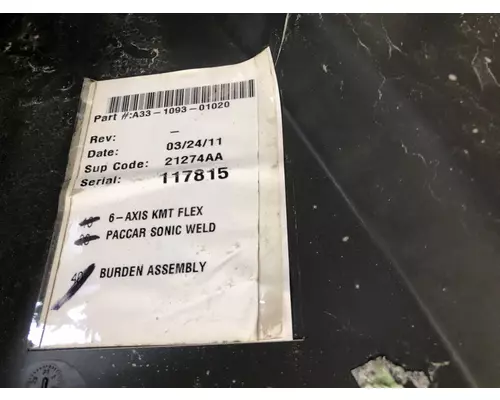 Part #:A33-1093-01020
Rev: -
Date: 03/24/11
Sup Code: 21274AA
Serial: 117815
6-AXIS KMT FLEX
PACCAR SONIC WELD
BURDEN ASSEMBLY